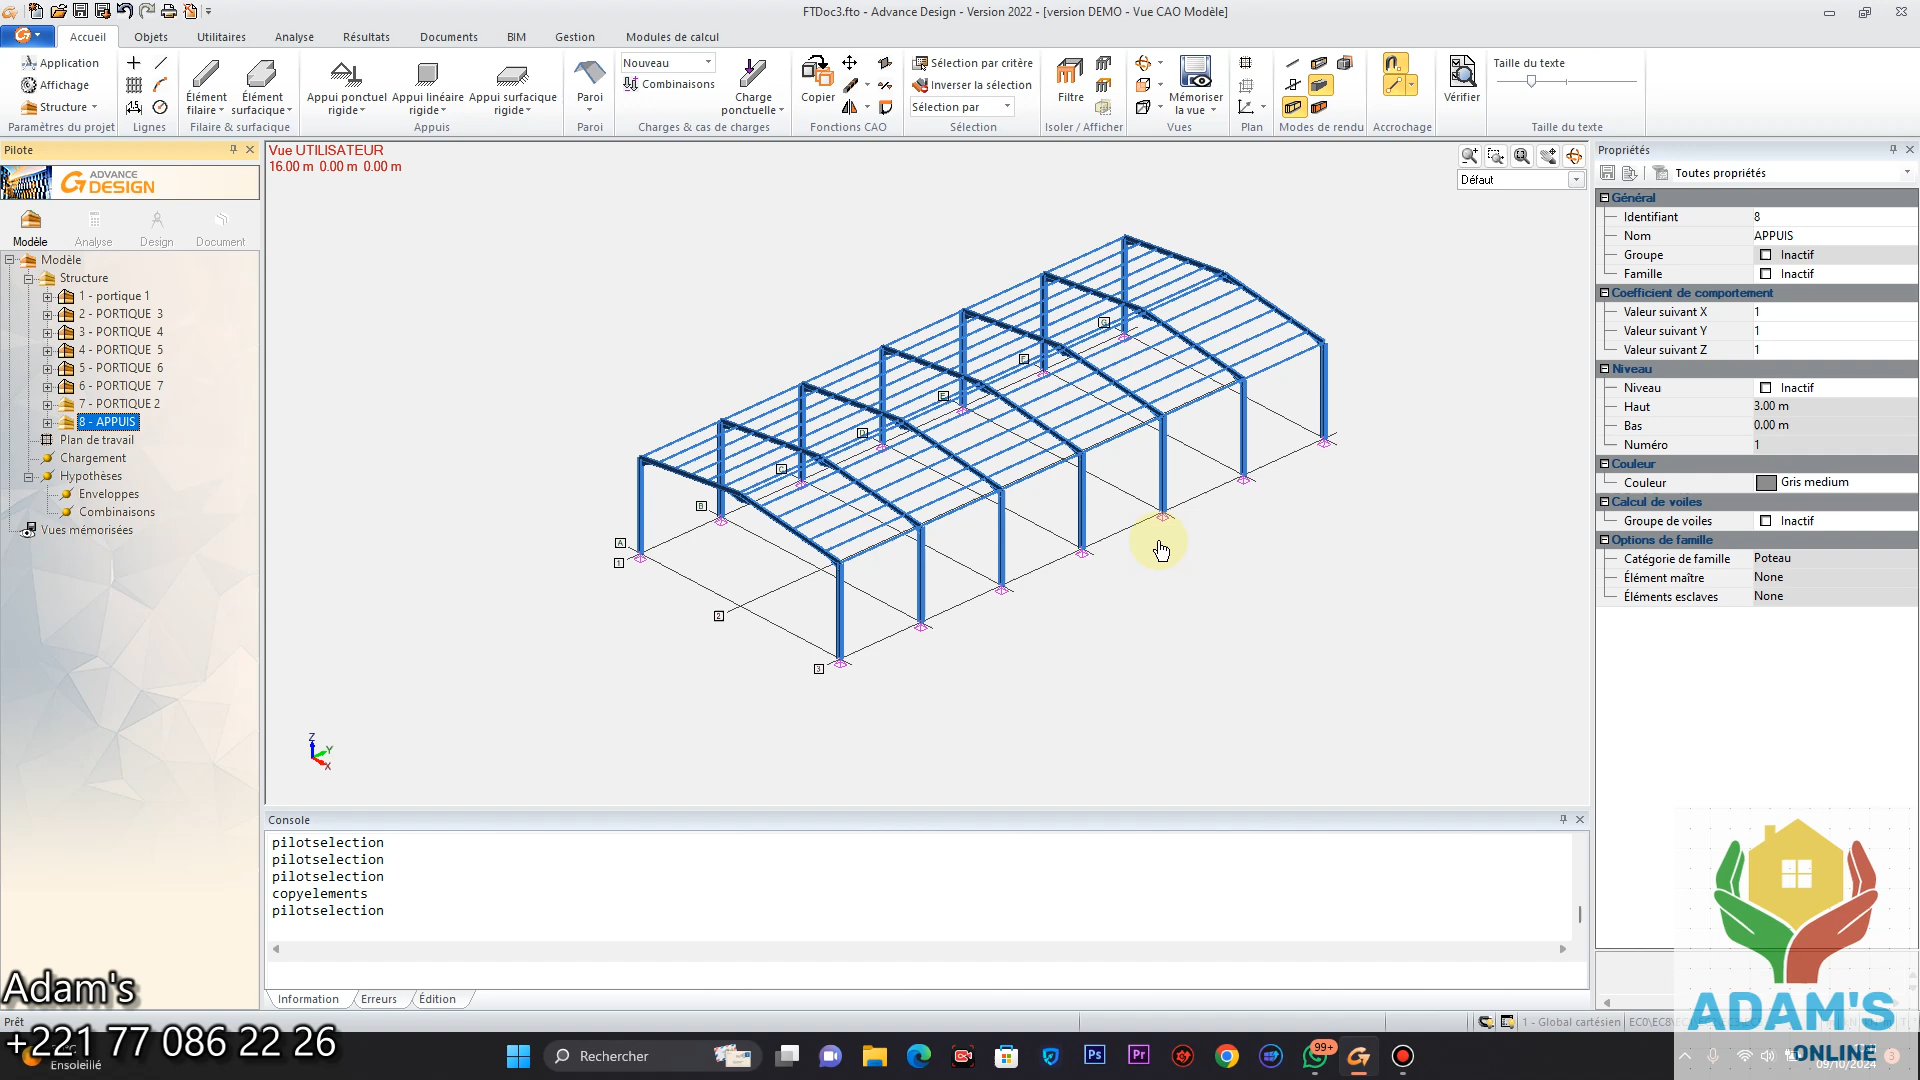 FTDoc3.fto - Advance Design - Version 2022 - [version DEMO - Vue CAO Modèle]
Accueil Objets Utilitaires Analyse Résultats Documents BIM Gestion Modules de calcul
Application
Affichage
Structure
Paramètres du projet
Lignes
Élément filaire
Élément surfacique
Filaire & surfacique
Appui ponctuel rigide
Appui linéaire rigide
Appui surfacique rigide
Appuis
Paroi
Paroi
Nouveau
Combinaisons
Charge ponctuelle
Charges & cas de charges
Copier
Fonctions CAO
Sélection par critère
Inverser la sélection
Sélection par
Sélection
Filtre
Isoler / Afficher
Mémoriser la vue
Vues
Plan
Modes de rendu
Accrochage
Vérifier
Taille du texte
Taille du texte
Pilote
ADVANCE
DESIGN
Modèle Analyse Design Document
Modèle
Structure
1 - portique 1
2 - PORTIQUE 3
3 - PORTIQUE 4
4 - PORTIQUE 5
5 - PORTIQUE 6
6 - PORTIQUE 7
7 - PORTIQUE 2
8 - APPUIS
Plan de travail
Chargement
Hypothèses
Enveloppes
Combinaisons
Vues mémorisées
Vue UTILISATEUR
16.00 m 0.00 m 0.00 m
Défaut
G
F
E
D
C
B
A
1
2
3
Z
Y
X
Console
pilotselection
pilotselection
pilotselection
copyelements
pilotselection
Information Erreurs Édition
Propriétés
Toutes propriétés
Général
Identifiant 8
Nom APPUIS
Groupe Inactif
Famille Inactif
Coefficient de comportement
Valeur suivant X 1
Valeur suivant Y 1
Valeur suivant Z 1
Niveau
Niveau Inactif
Haut 3.00 m
Bas 0.00 m
Numéro 1
Couleur
Couleur Gris medium
Calcul de voiles
Groupe de voiles Inactif
Options de famille
Catégorie de famille Poteau
Élément maître None
Éléments esclaves None
Prêt
1 - Global cartésien
Adam's
+221 77 086 22 26
Ensoleillé
Rechercher
Ps
Pr
99+
ADAM'S
ONLINE
09/10/2024
3